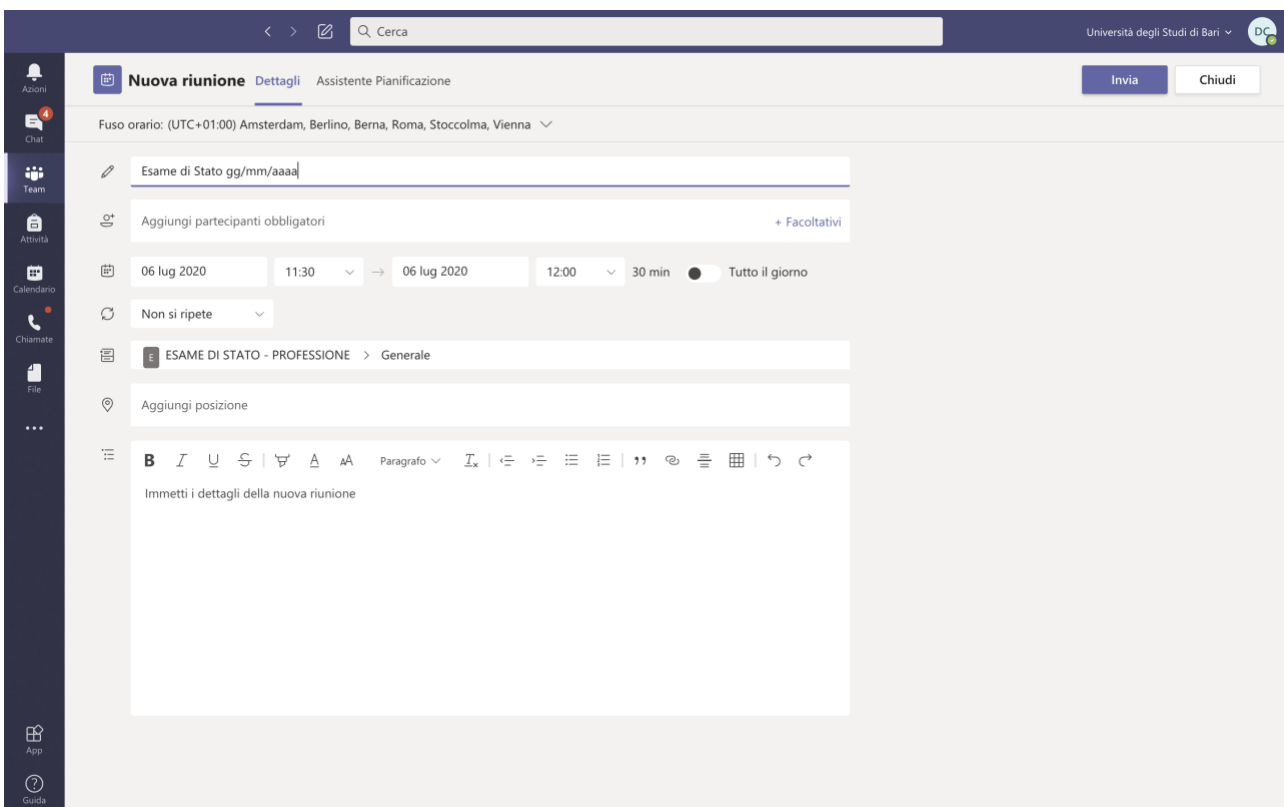 Cerca
Università degli Studi di Bari
DC
Azioni
4
Chat
Team
Attività
Calendario
Chiamate
File
App
Guida
Nuova riunione Dettagli Assistente Pianificazione
Invia Chiudi
Fuso orario: (UTC+01:00) Amsterdam, Berlino, Berna, Roma, Stoccolma, Vienna
Esame di Stato gg/mm/aaaa
Aggiungi partecipanti obbligatori + Facoltativi
06 lug 2020 11:30 → 06 lug 2020 12:00 30 min Tutto il giorno
Non si ripete
E ESAME DI STATO - PROFESSIONE > Generale
Aggiungi posizione
B I U S A AA Paragrafo Tx
Immetti i dettagli della nuova riunione